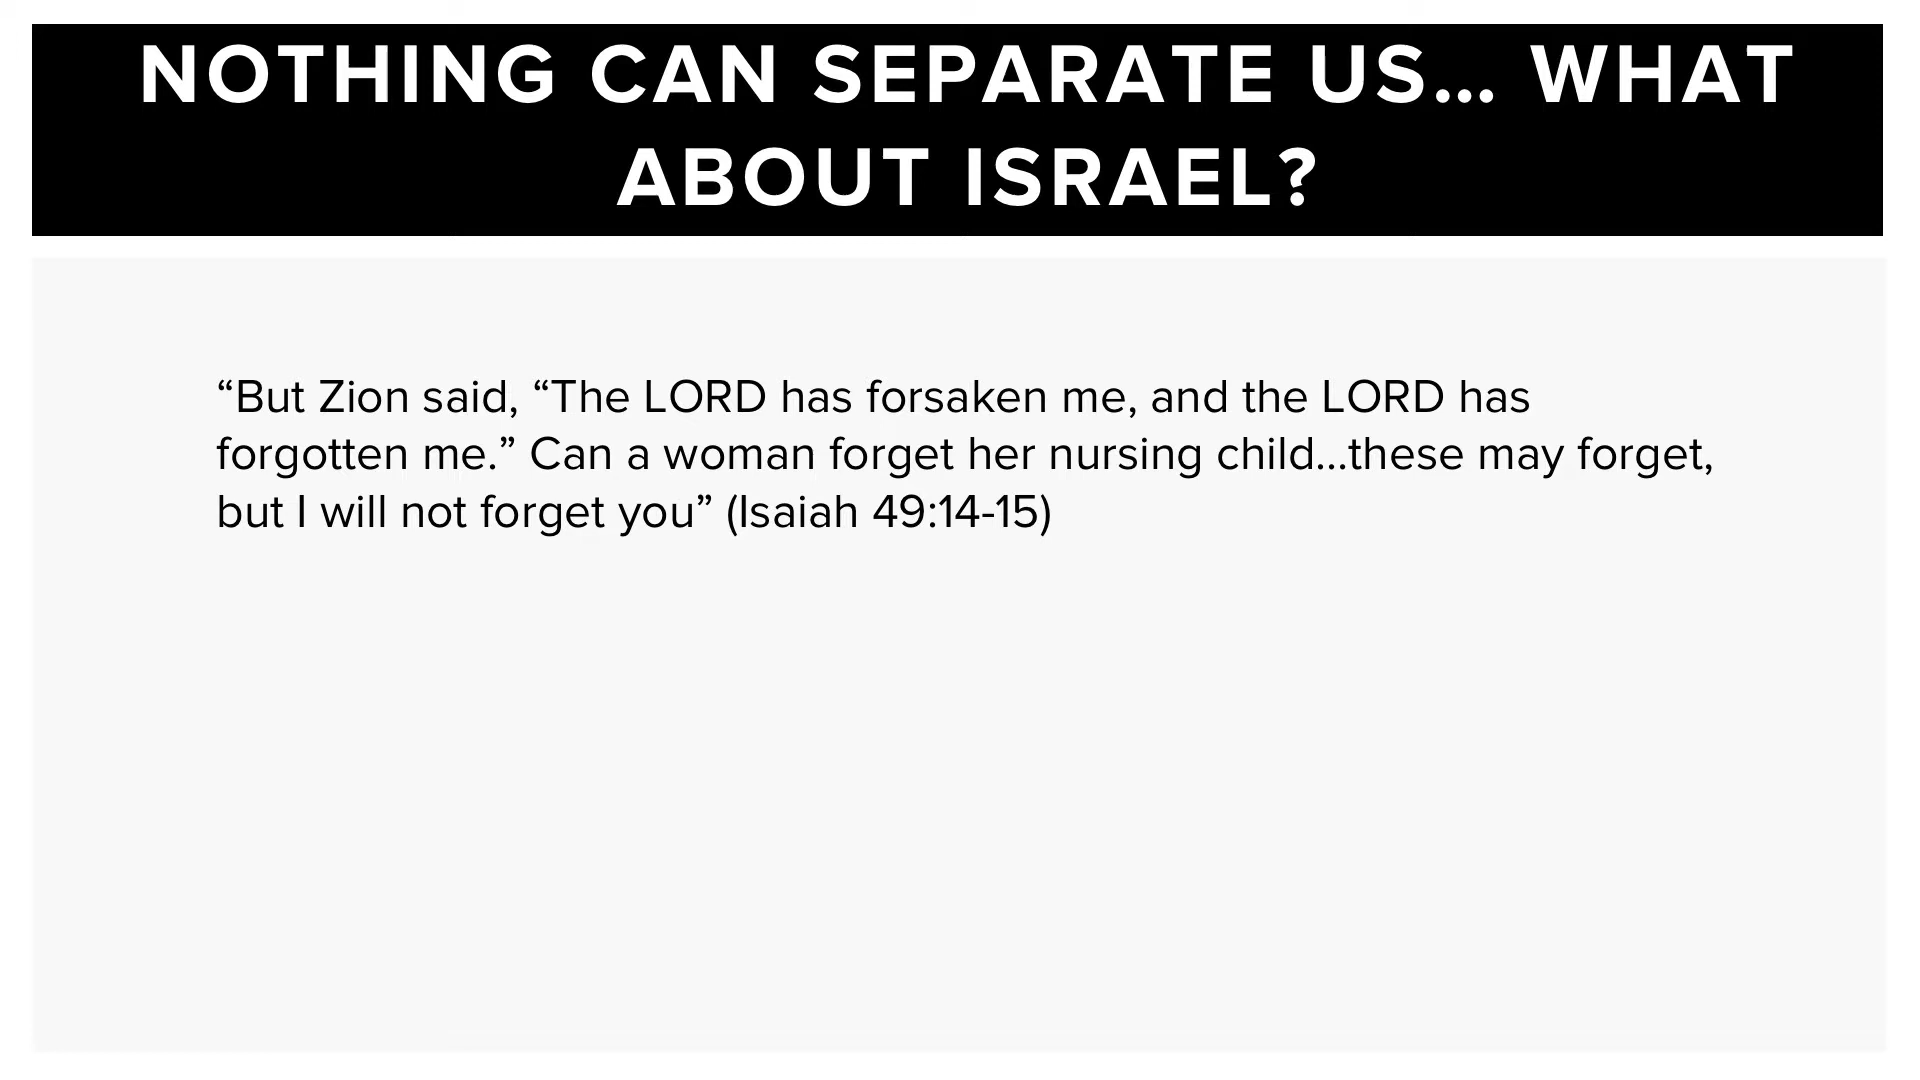 NOTHING CAN SEPARATE US... WHAT
ABOUT ISRAEL?
“But Zion said, “The LORD has forsaken me, and the LORD has
forgotten me.” Can a woman forget her nursing child...these may forget,
but I will not forget you” (Isaiah 49:14-15)